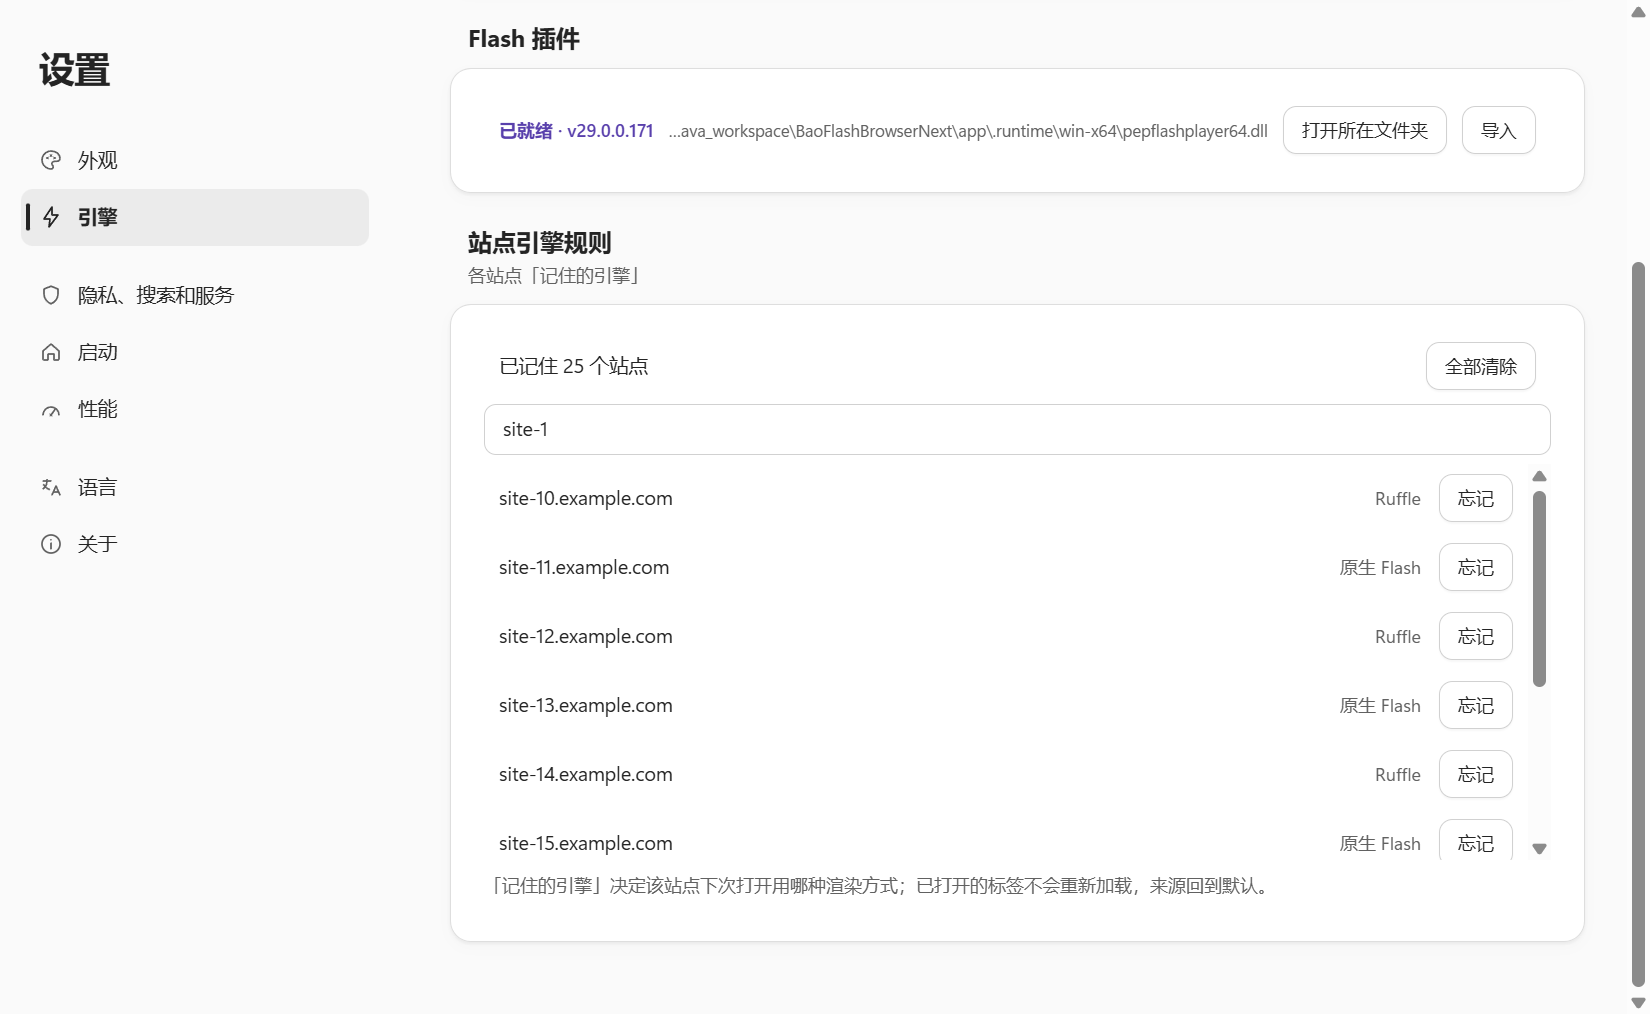 设置
外观
引擎
隐私、搜索和服务
启动
性能
语言
关于
Flash 插件
已就绪 · v29.0.0.171 ...ava_workspace\BaoFlashBrowserNext\app\.runtime\win-x64\pepflashplayer64.dll 打开所在文件夹 导入
站点引擎规则
各站点「记住的引擎」
已记住 25 个站点 全部清除
site-1
site-10.example.com Ruffle 忘记
site-11.example.com 原生 Flash 忘记
site-12.example.com Ruffle 忘记
site-13.example.com 原生 Flash 忘记
site-14.example.com Ruffle 忘记
site-15.example.com 原生 Flash 忘记
「记住的引擎」决定该站点下次打开用哪种渲染方式；已打开的标签不会重新加载，来源回到默认。